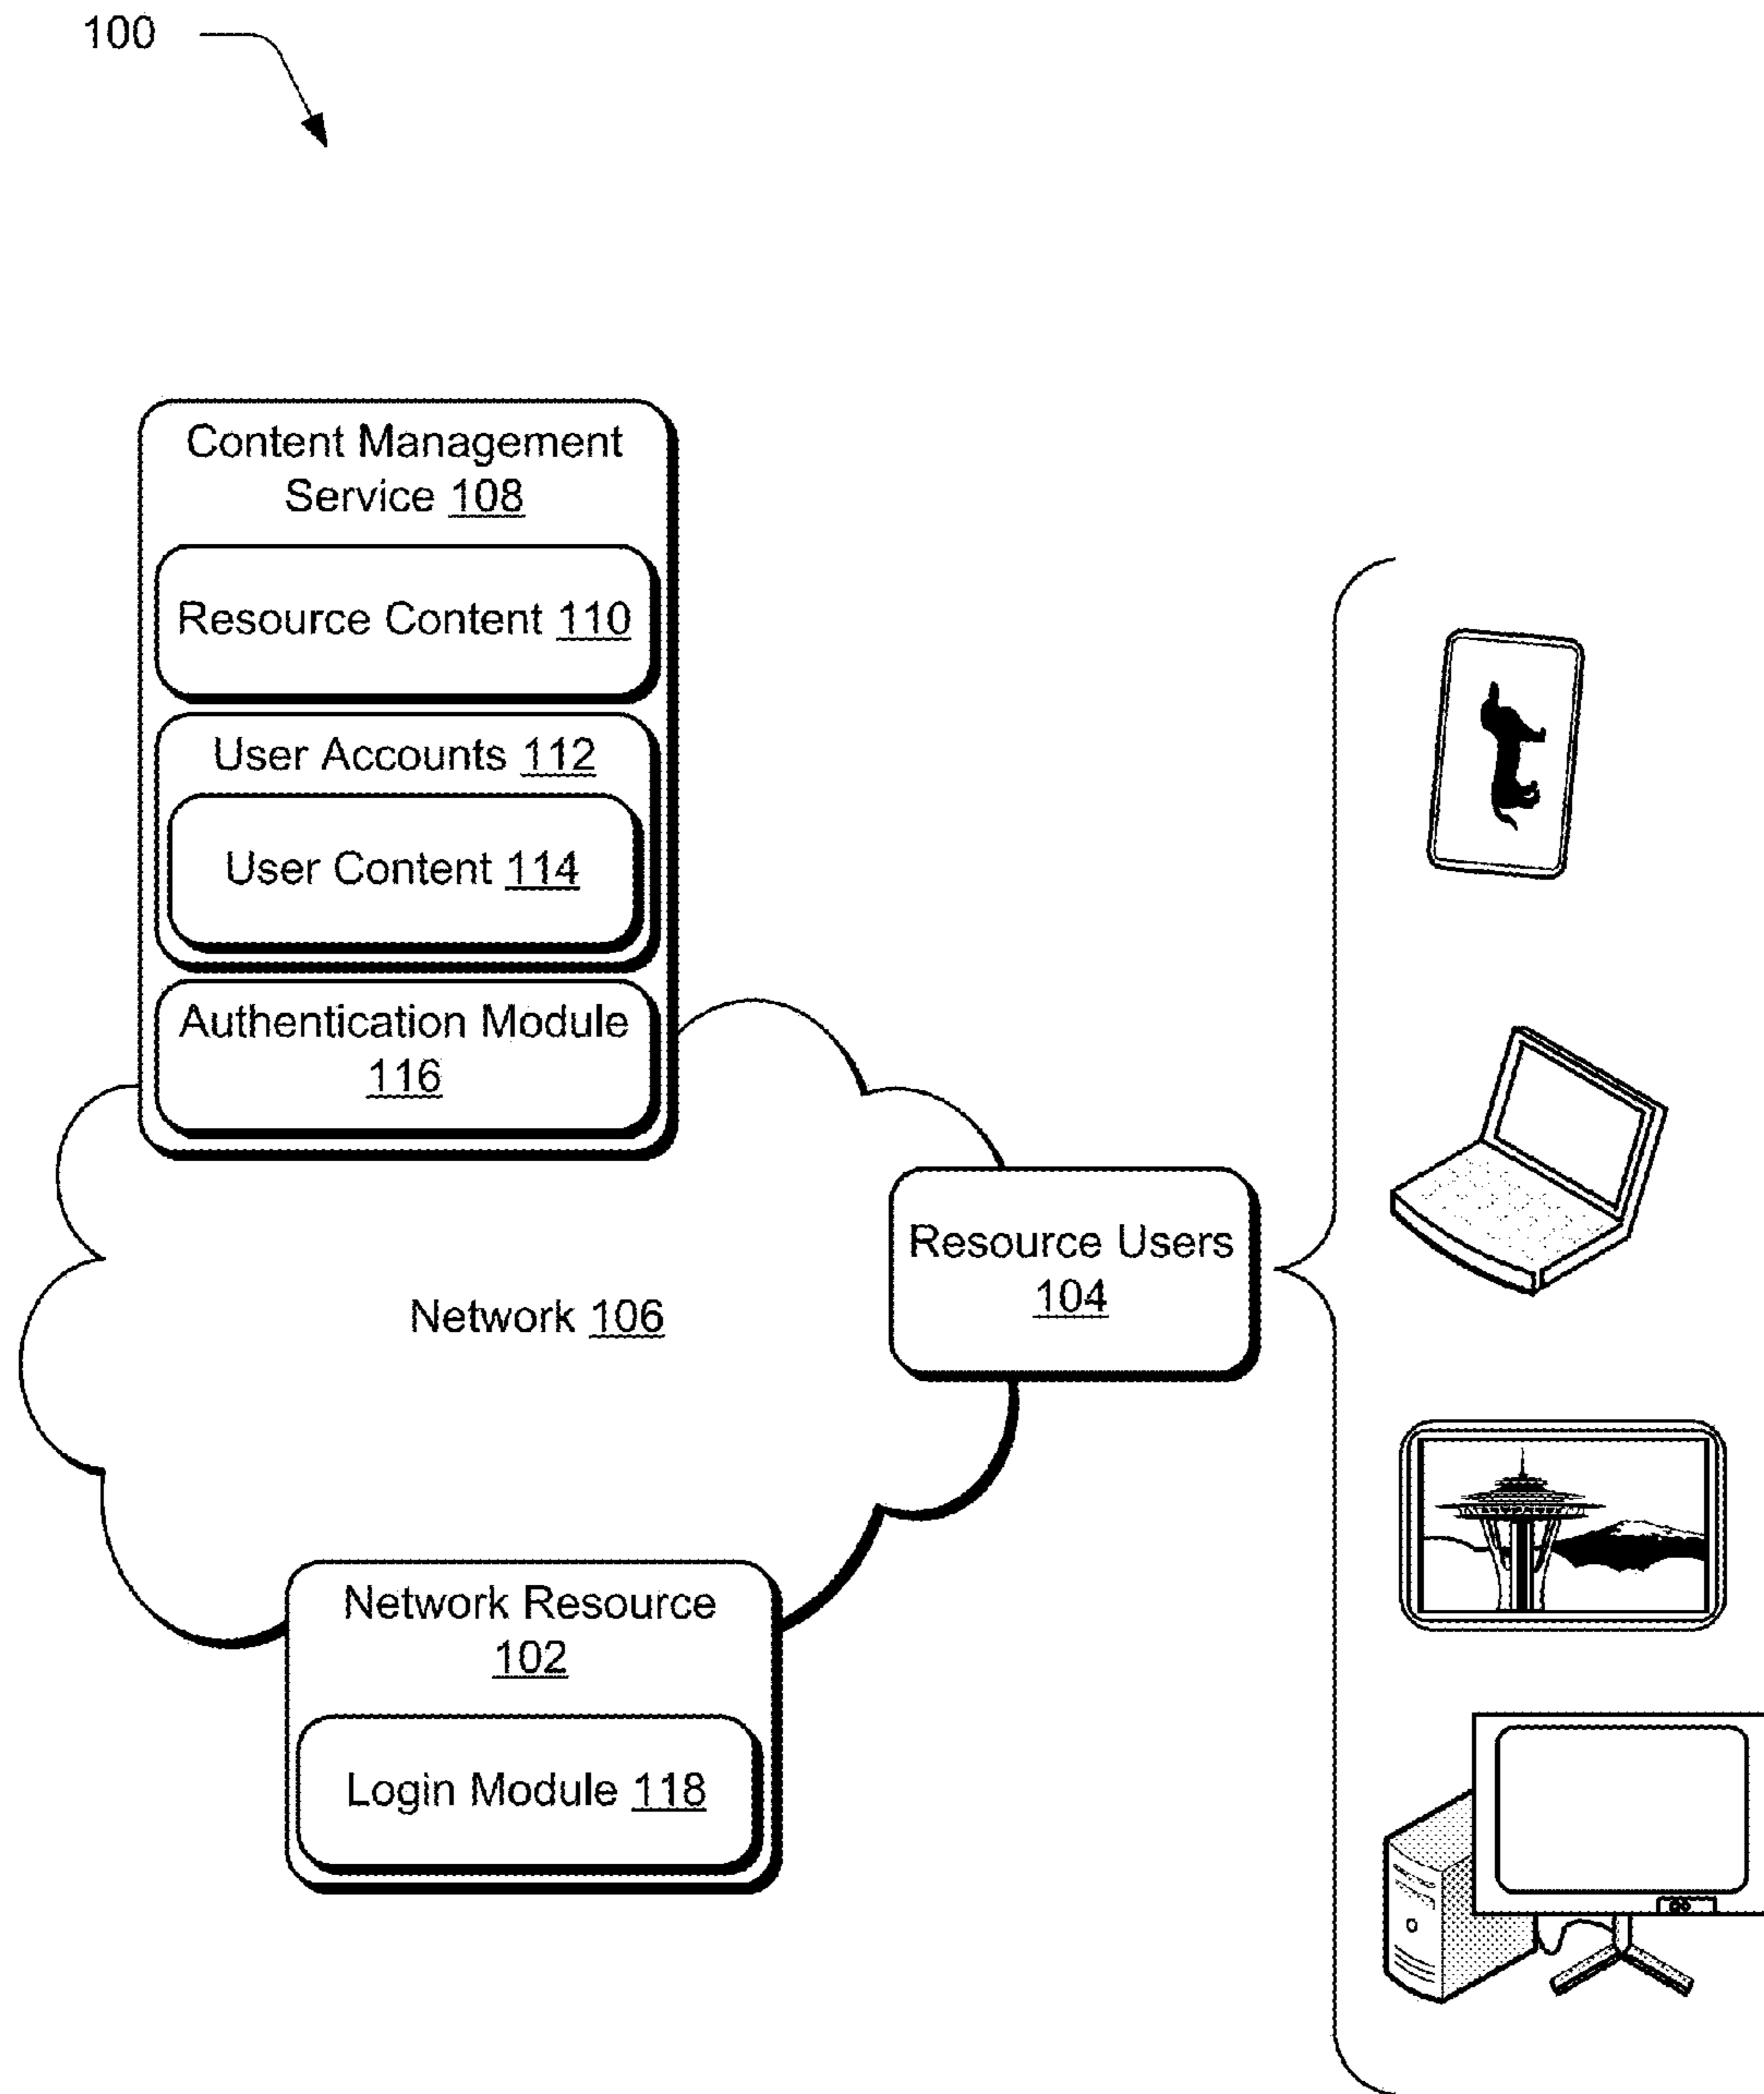 100
Content Management
Service 108
Resource Content 110
User Accounts 112
User Content 114
Authentication Module
116
Resource Users
104
Network 106
Network Resource
102
Login Module 118